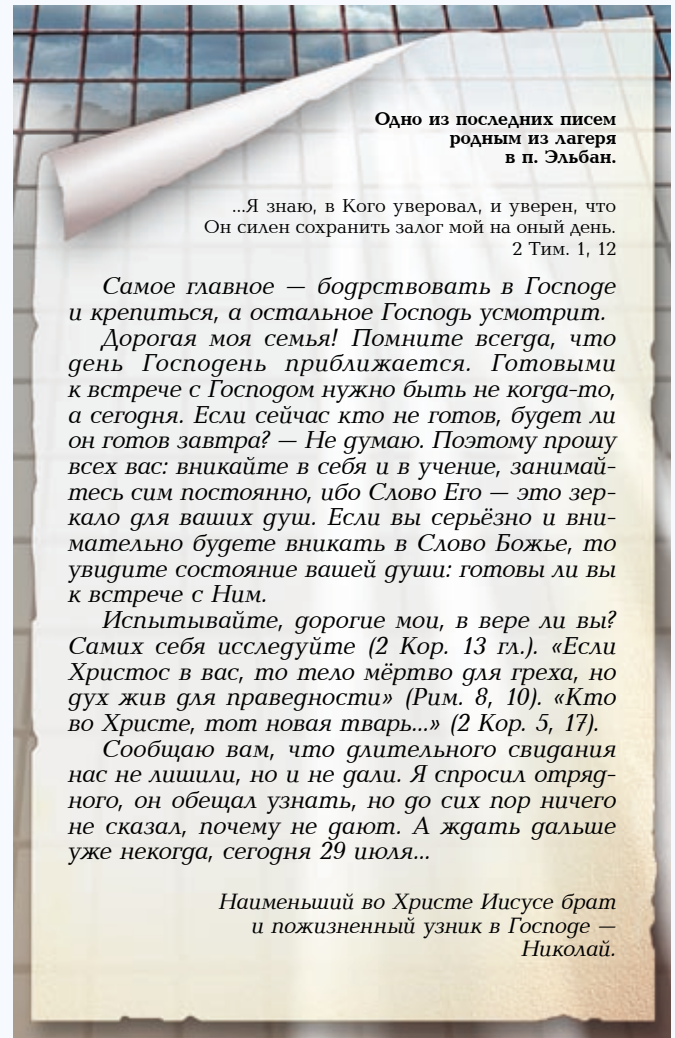 Одно из последних писем
родным из лагеря
в п. Эльбан.
...Я знаю, в Кого уверовал, и уверен, что
Он силен сохранить залог мой на оный день.
2 Тим. 1, 12
Самое главное — бодрствовать в Господе
и крепиться, а остальное Господь усмотрит.
Дорогая моя семья! Помните всегда, что
день Господень приближается. Готовыми
к встрече с Господом нужно быть не когда-то,
а сегодня. Если сейчас кто не готов, будет ли
он готов завтра? — Не думаю. Поэтому прошу
всех вас: вникайте в себя и в учение, занимай-
тесь сим постоянно, ибо Слово Его — это зер-
кало для ваших душ. Если вы серьёзно и вни-
мательно будете вникать в Слово Божье, то
увидите состояние вашей души: готовы ли вы
к встрече с Ним.
Испытывайте, дорогие мои, в вере ли вы?
Самих себя исследуйте (2 Кор. 13 гл.). «Если
Христос в вас, то тело мёртво для греха, но
дух жив для праведности» (Рим. 8, 10). «Кто
во Христе, тот новая тварь...» (2 Кор. 5, 17).
Сообщаю вам, что длительного свидания
нас не лишили, но и не дали. Я спросил отряд-
ного, он обещал узнать, но до сих пор ничего
не сказал, почему не дают. А ждать дальше
уже некогда, сегодня 29 июля...
Наименьший во Христе Иисусе брат
и пожизненный узник в Господе —
Николай.